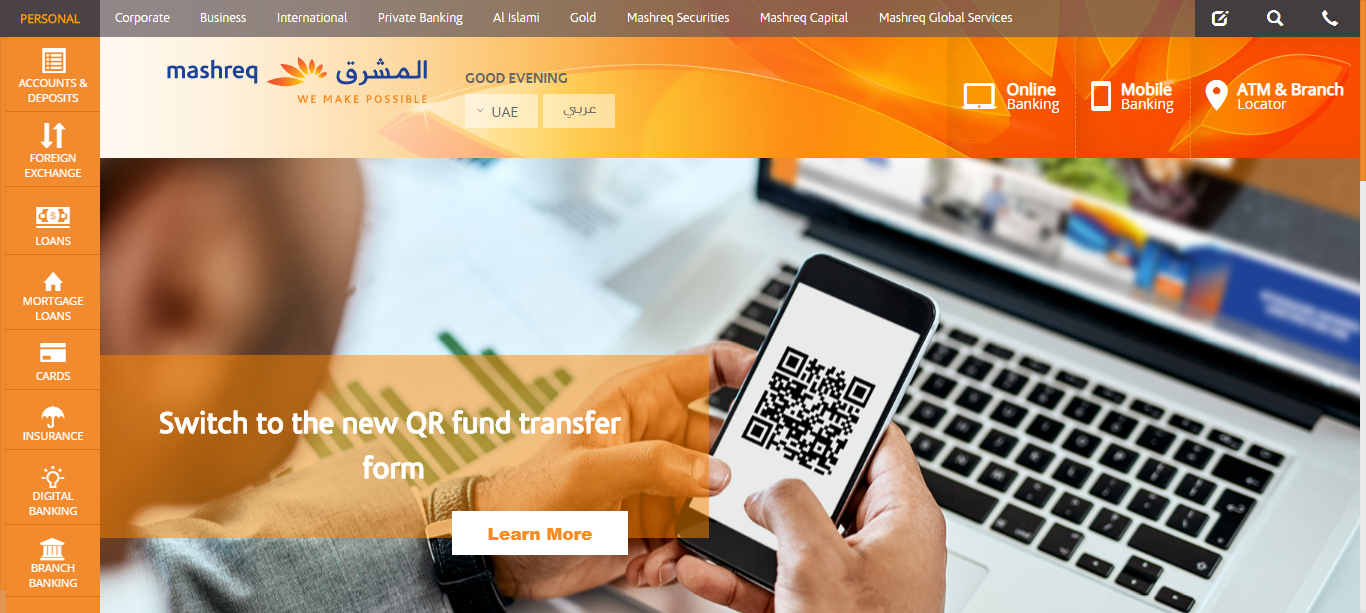 PERSONAL
Corporate
Business
International
Private Banking
Al Islami
Gold
Mashreq Securities
Mashreq Capital
Mashreq Global Services
ACCOUNTS &
DEPOSITS
FOREIGN
EXCHANGE
LOANS
MORTGAGE
LOANS
CARDS
INSURANCE
DIGITAL
BANKING
BRANCH
BANKING
mashreq المشرق
WE MAKE POSSIBLE
GOOD EVENING
UAE
عربي
Online
Banking
Mobile
Banking
ATM & Branch
Locator
Switch to the new QR fund transfer
form
Learn More